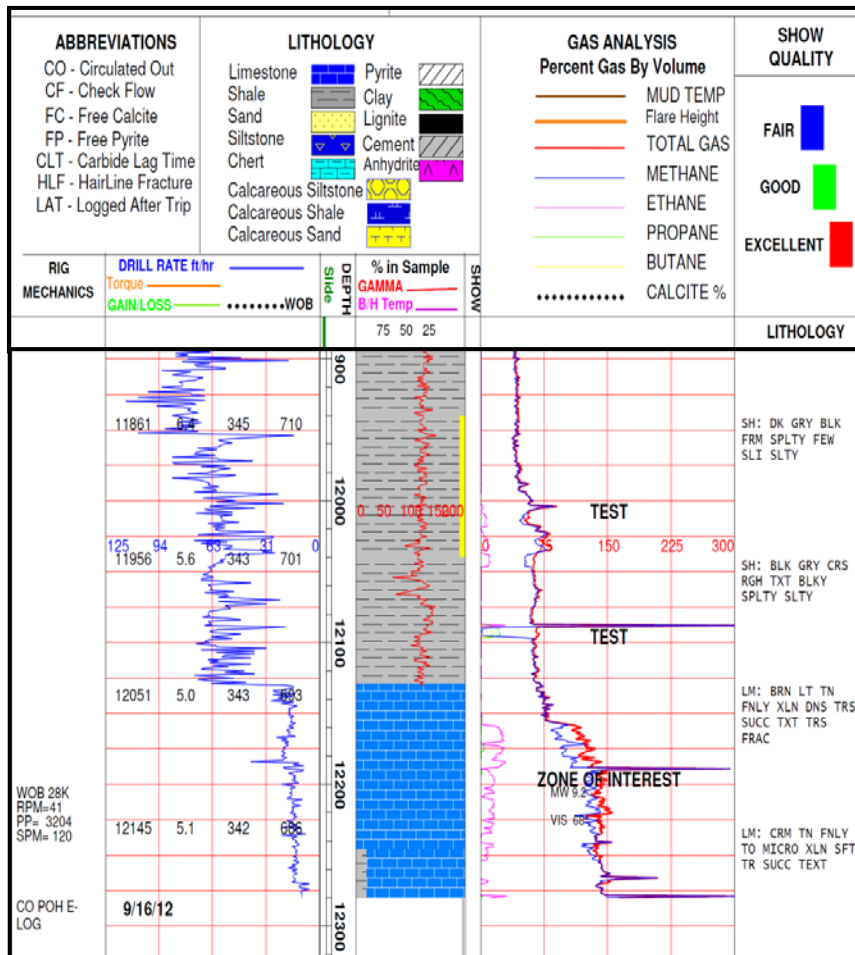 ABBREVIATIONS
CO - Circulated Out
CF - Check Flow
FC - Free Calcite
FP - Free Pyrite
CLT - Carbide Lag Time
HLF - HairLine Fracture
LAT - Logged After Trip
LITHOLOGY
Limestone
Shale
Sand
Siltstone
Chert
Calcareous Siltstone
Calcareous Shale
Calcareous Sand
Pyrite
Clay
Lignite
Cement
Anhydrite
GAS ANALYSIS
Percent Gas By Volume
MUD TEMP
Flare Height
TOTAL GAS
METHANE
ETHANE
PROPANE
BUTANE
CALCITE %
SHOW
QUALITY
FAIR
GOOD
EXCELLENT
RIG
MECHANICS
DRILL RATE ft/hr
Torque
GAIN/LOSS
WOB
Slide
DEPTH
% in Sample
GAMMA
B/H Temp
SHOW
75 50 25
LITHOLOGY
900
11861 6.4 345 710
SH: DK GRY BLK
FRM SPLTY FEW
SLI SLTY
12000
0 50 100 150 200
TEST
125 94 63 31 0
0 75 150 225 300
11956 5.6 343 701
SH: BLK GRY CRS
RGH TXT BLKY
SPLTY SLTY
12100
TEST
12051 5.0 343 693
LM: BRN LT TN
FNLY XLN DNS TRS
SUCC TXT TRS
FRAC
12200
ZONE OF INTEREST
MW 9.2
WOB 28K
RPM=41
PP= 3204
SPM= 120
VIS 68
12145 5.1 342 686
LM: CRM TN FNLY
TO MICRO XLN SFT
TR SUCC TEXT
CO POH E-
LOG
9/16/12
12300